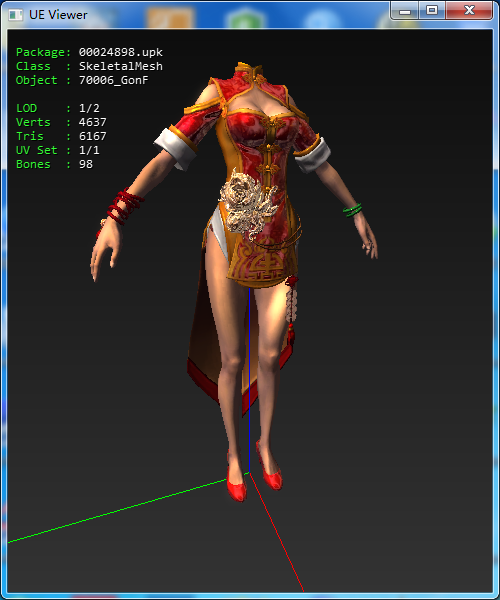 UE Viewer
Package: 00024898.upk
Class : SkeletalMesh
Object : 70006_GonF
LOD : 1/2
Verts : 4637
Tris : 6167
UV Set : 1/1
Bones : 98